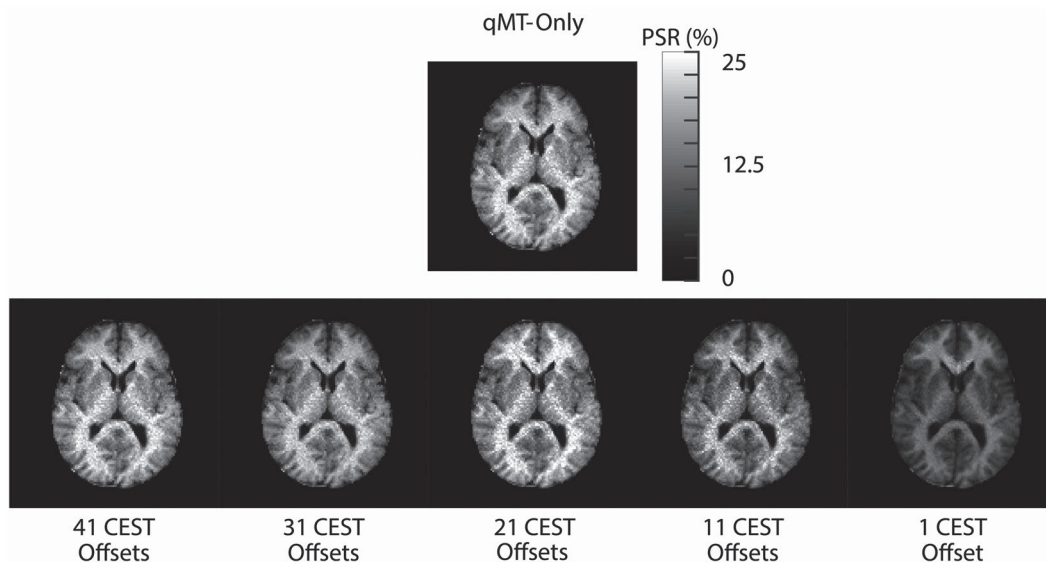 qMT-Only
PSR (%)
25
12.5
0
41 CEST
Offsets
31 CEST
Offsets
21 CEST
Offsets
11 CEST
Offsets
1 CEST
Offset